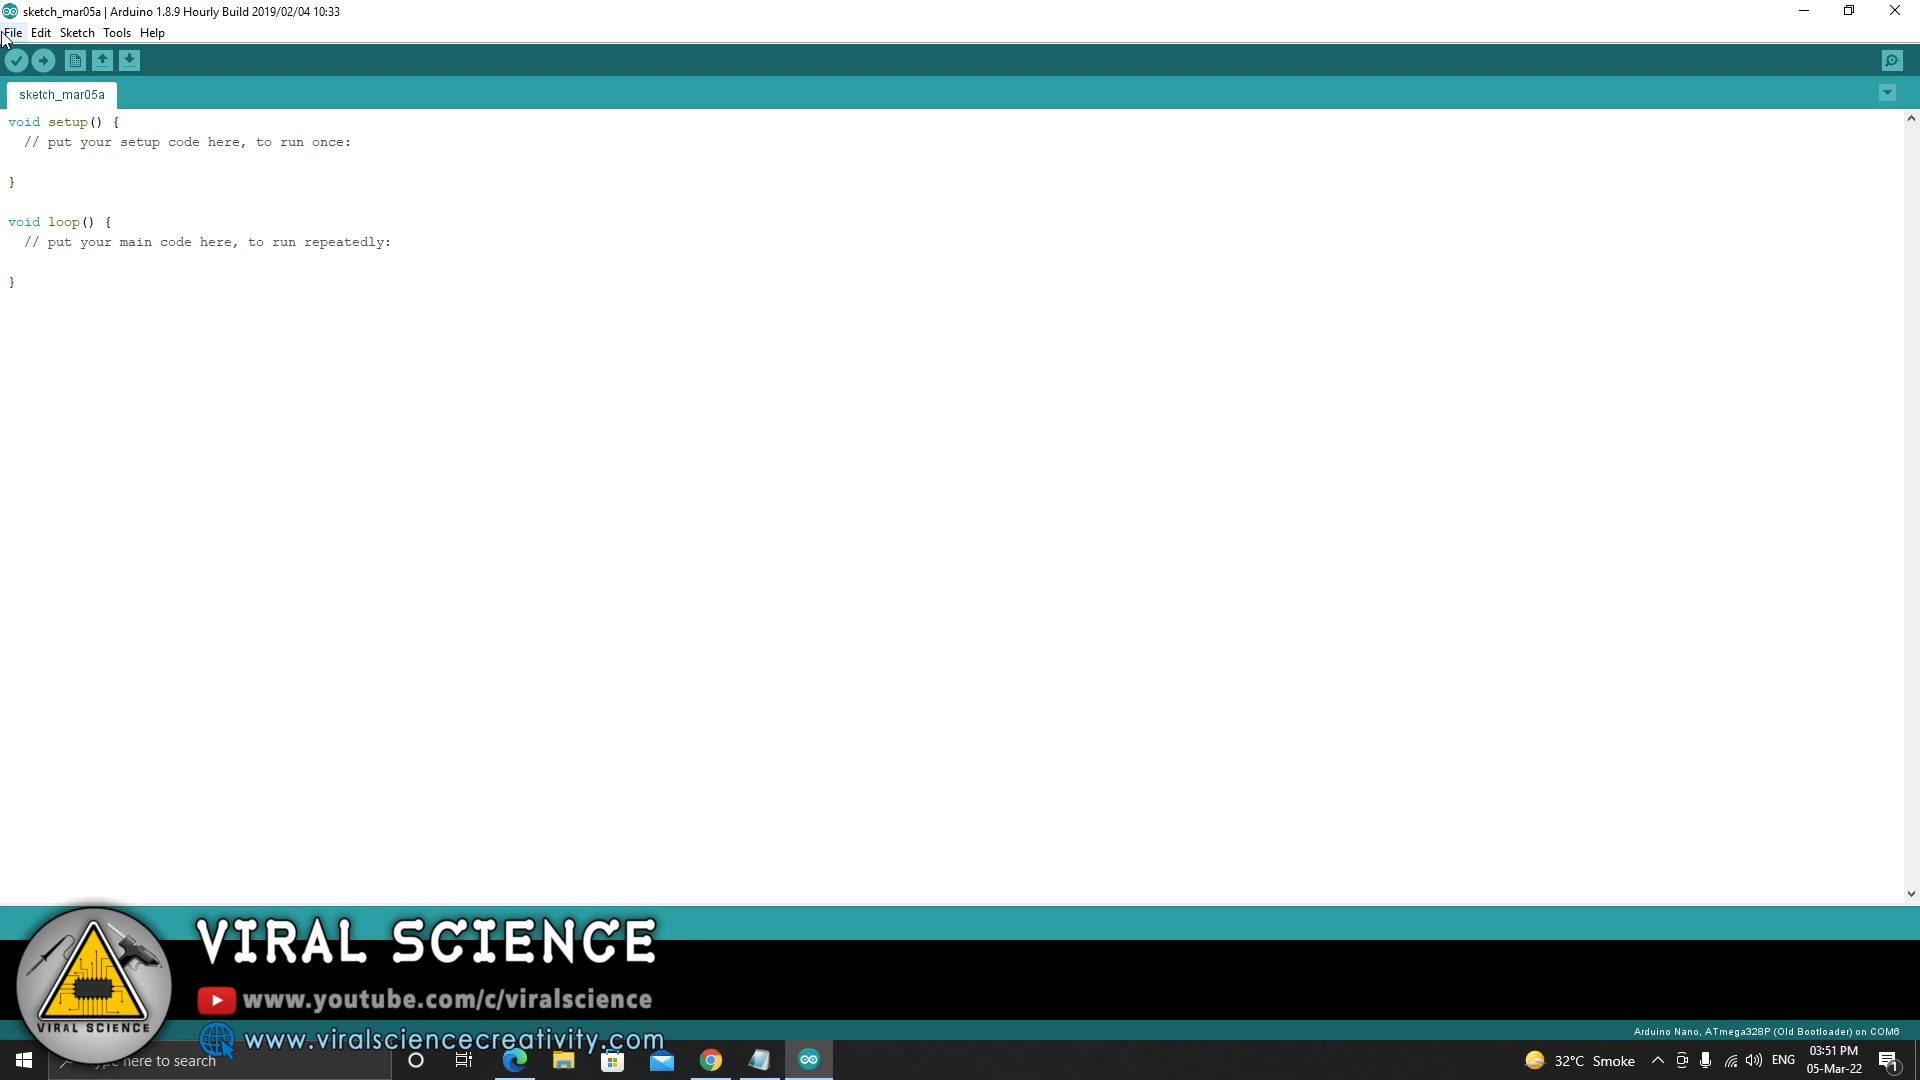 sketch_mar05a | Arduino 1.8.9 Hourly Build 2019/02/04 10:33
File Edit Sketch Tools Help
sketch_mar05a
void setup() {
  // put your setup code here, to run once:
}
void loop() {
  // put your main code here, to run repeatedly:
}
VIRAL SCIENCE
www.youtube.com/c/viralscience
VIRAL SCIENCE
www.viralsciencecreativity.com
Arduino Nano, ATmega328P (Old Bootloader) on COM6
here to search
32°C Smoke
ENG
03:51 PM
05-Mar-22
1